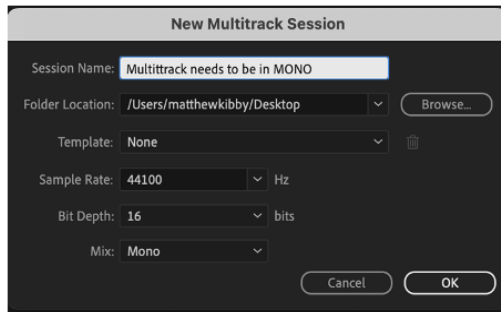 New Multitrack Session
Session Name: Multittrack needs to be in MONO
Folder Location: /Users/matthewkibby/Desktop Browse...
Template: None
Sample Rate: 44100 Hz
Bit Depth: 16 bits
Mix: Mono
Cancel OK